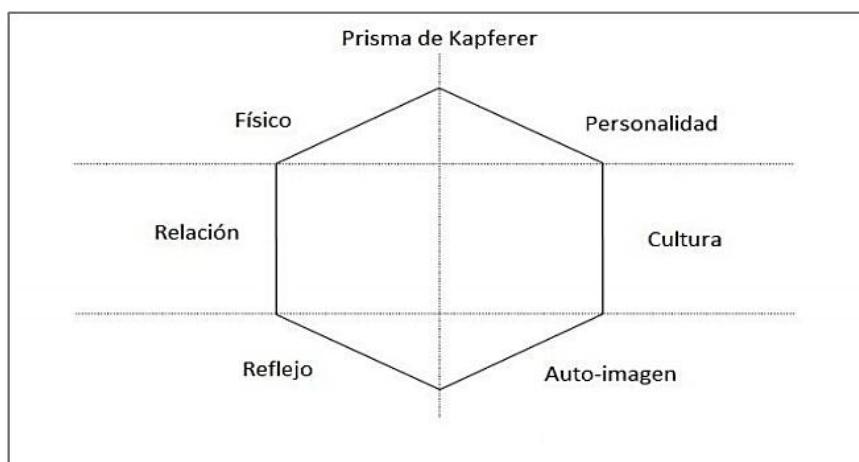 Prisma de Kapferer
Físico
Personalidad
Relación
Cultura
Reflejo
Auto-imagen